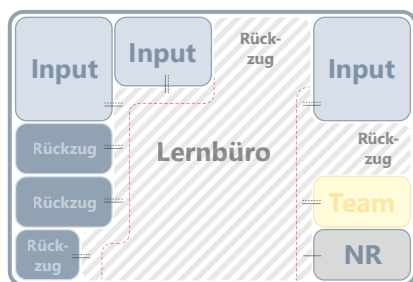 Input
Input
Rück-
zug
Input
Rückzug
Lernbüro
Rück-
zug
Rückzug
Team
Rück-
zug
NR